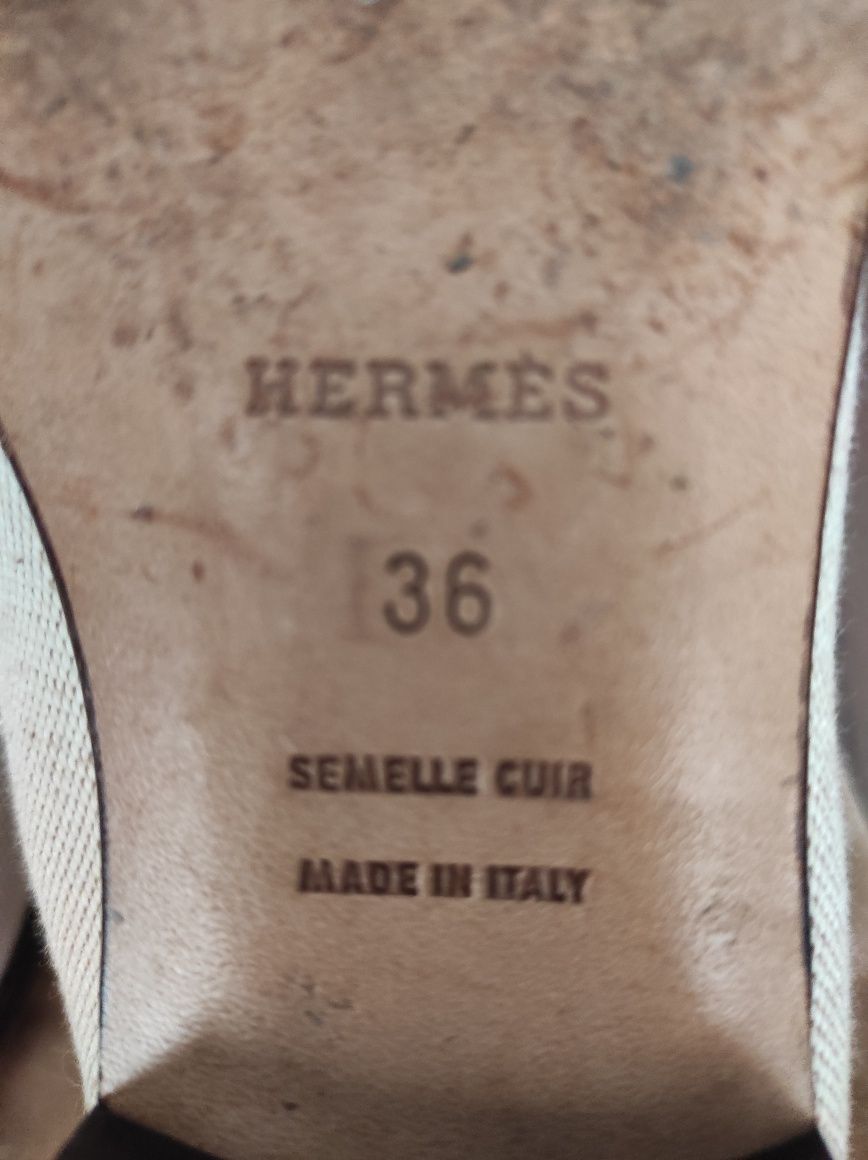 HERMÈS
36
SEMELLE CUIR
MADE IN ITALY